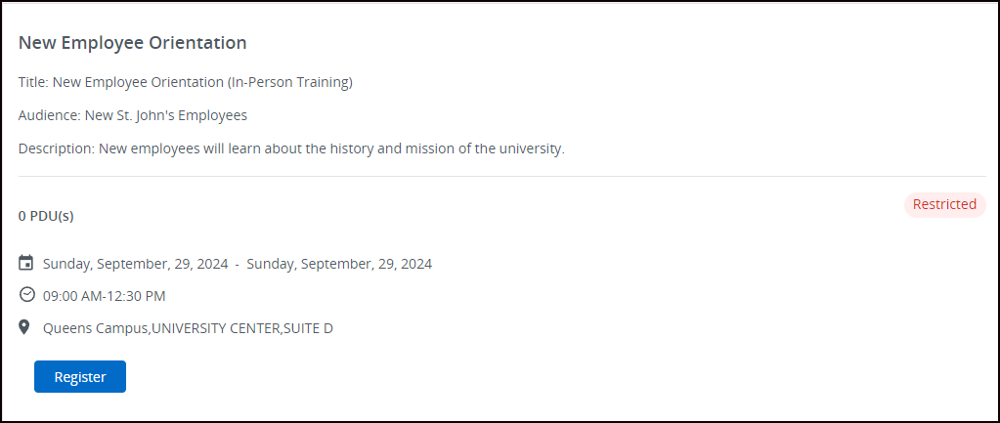 New Employee Orientation
Title: New Employee Orientation (In-Person Training)
Audience: New St. John's Employees
Description: New employees will learn about the history and mission of the university.
Restricted
0 PDU(s)
Sunday, September, 29, 2024 - Sunday, September, 29, 2024
09:00 AM-12:30 PM
Queens Campus,UNIVERSITY CENTER,SUITE D
Register